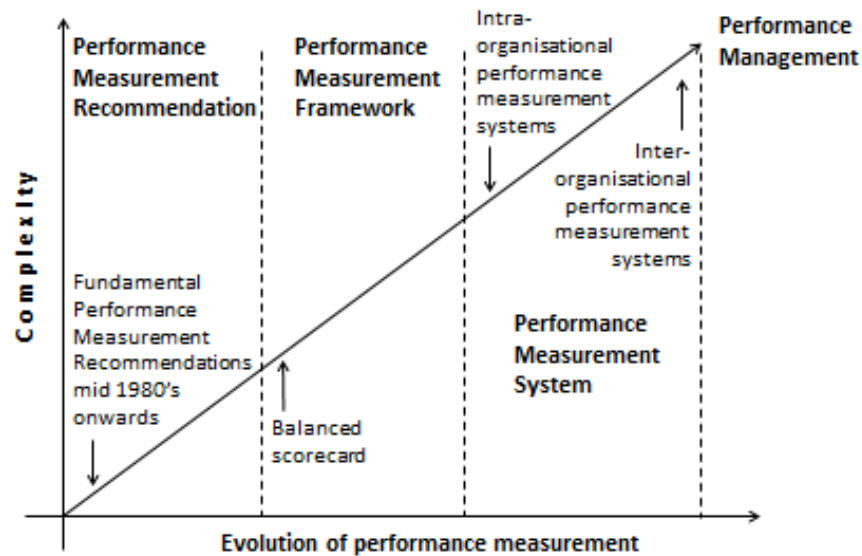 Performance
Measurement
Recommendation
Performance
Measurement
Framework
Intra-
organisational
performance
measurement
systems
Performance
Management
Inter-
organisational
performance
measurement
systems
Complexity
Fundamental
Performance
Measurement
Recommendations
mid 1980's
onwards
Balanced
scorecard
Performance
Measurement
System
Evolution of performance measurement